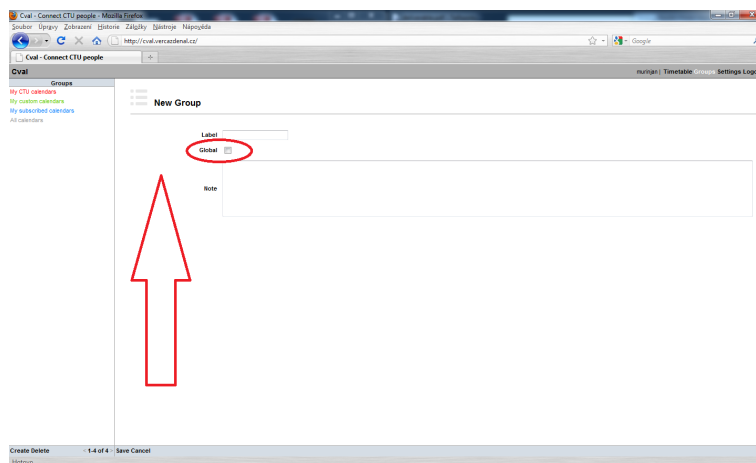 Cval - Connect CTU people - Mozilla Firefox
Soubor Úpravy Zobrazení Historie Záložky Nástroje Nápověda
http://cval.vercazdenal.cz/
Google
Cval - Connect CTU people
Cval
murinjan | Timetable Groups Settings Logo
Groups
My CTU calendars
My custom calendars
My subscribed calendars
All calendars
New Group
Label
Global
Note
Create Delete
1-4 of 4
Save Cancel
Hotovo